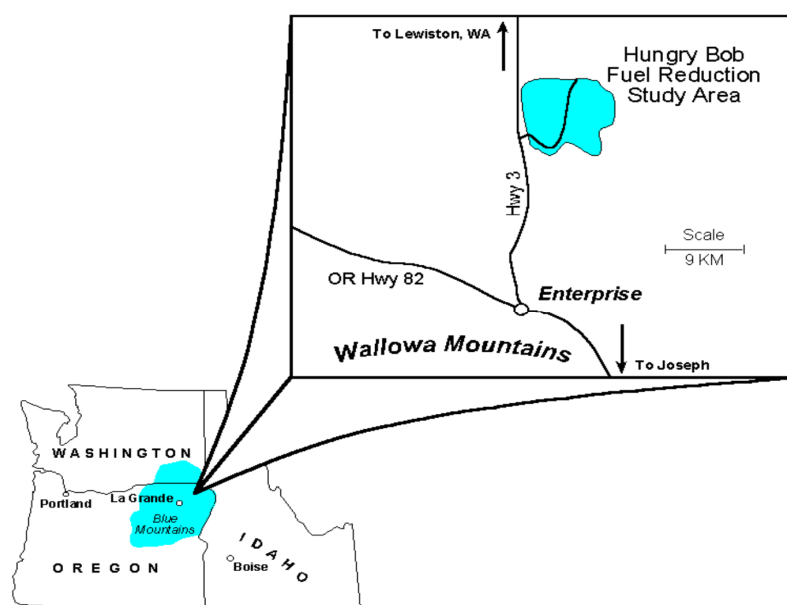 To Lewiston, WA
Hungry Bob
Fuel Reduction
Study Area
Hwy 3
Scale
9 KM
OR Hwy 82
Enterprise
Wallowa Mountains
To Joseph
WASHINGTON
Portland
La Grande
Blue
Mountains
IDAHO
Boise
OREGON